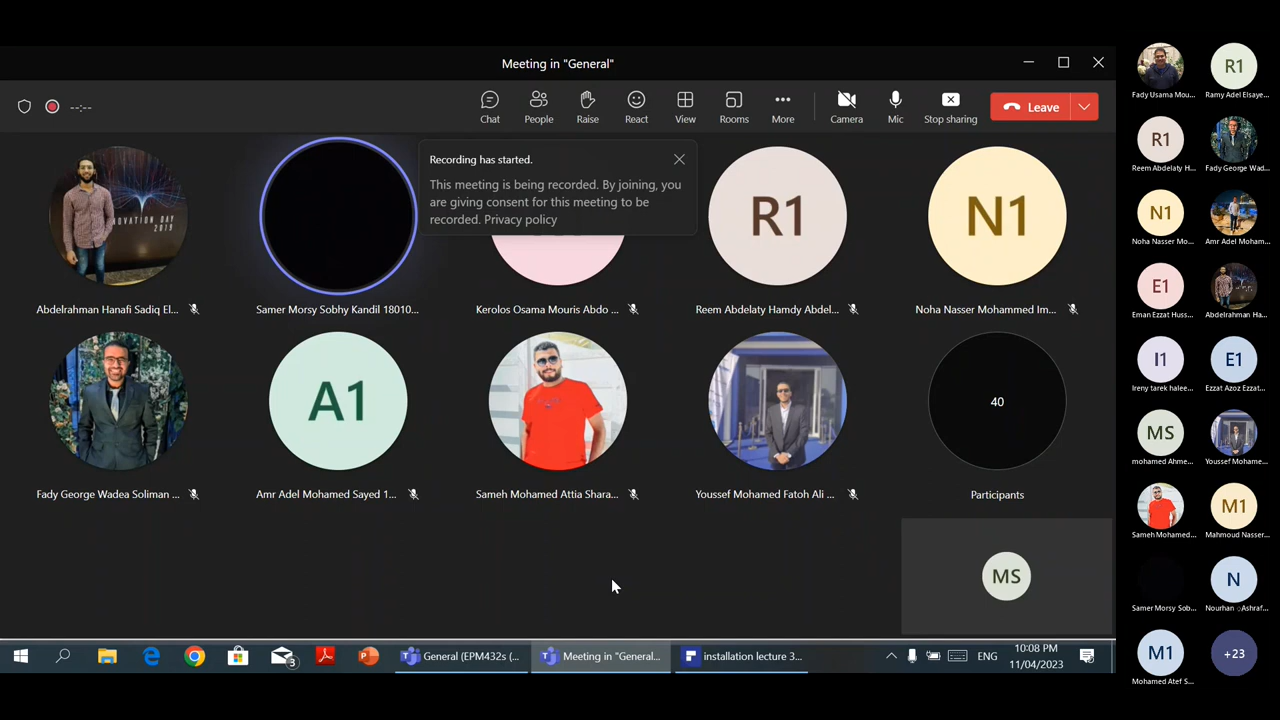 Meeting in "General"
--:--
Chat
People
Raise
React
View
Rooms
More
Camera
Mic
Stop sharing
Leave
Recording has started.
This meeting is being recorded. By joining, you
are giving consent for this meeting to be
recorded. Privacy policy
R1
N1
Abdelrahman Hanafi Sadiq El...
Samer Morsy Sobhy Kandil 18010...
Kerolos Osama Mouris Abdo ...
Reem Abdelaty Hamdy Abdel...
Noha Nasser Mohammed Im...
A1
40
Fady George Wadea Soliman ...
Amr Adel Mohamed Sayed 1...
Sameh Mohamed Attia Shara...
Youssef Mohamed Fatoh Ali ...
Participants
MS
3
General (EPM432s (...
Meeting in "General...
installation lecture 3...
ENG
10:08 PM
11/04/2023
R1
Fady Usama Mou...
Ramy Adel Elsaye...
R1
Reem Abdelaty H...
Fady George Wad...
N1
Noha Nasser Mo...
Amr Adel Moham...
E1
Eman Ezzat Huss...
Abdelrahman Ha...
I1
E1
Ireny tarek halee...
Ezzat Azoz Ezzat...
MS
mohamed Ahme...
Youssef Mohame...
M1
Sameh Mohamed...
Mahmoud Nasser...
N
Samer Morsy Sob...
Nourhan ◌Ashraf...
M1
+23
Mohamed Atef S...